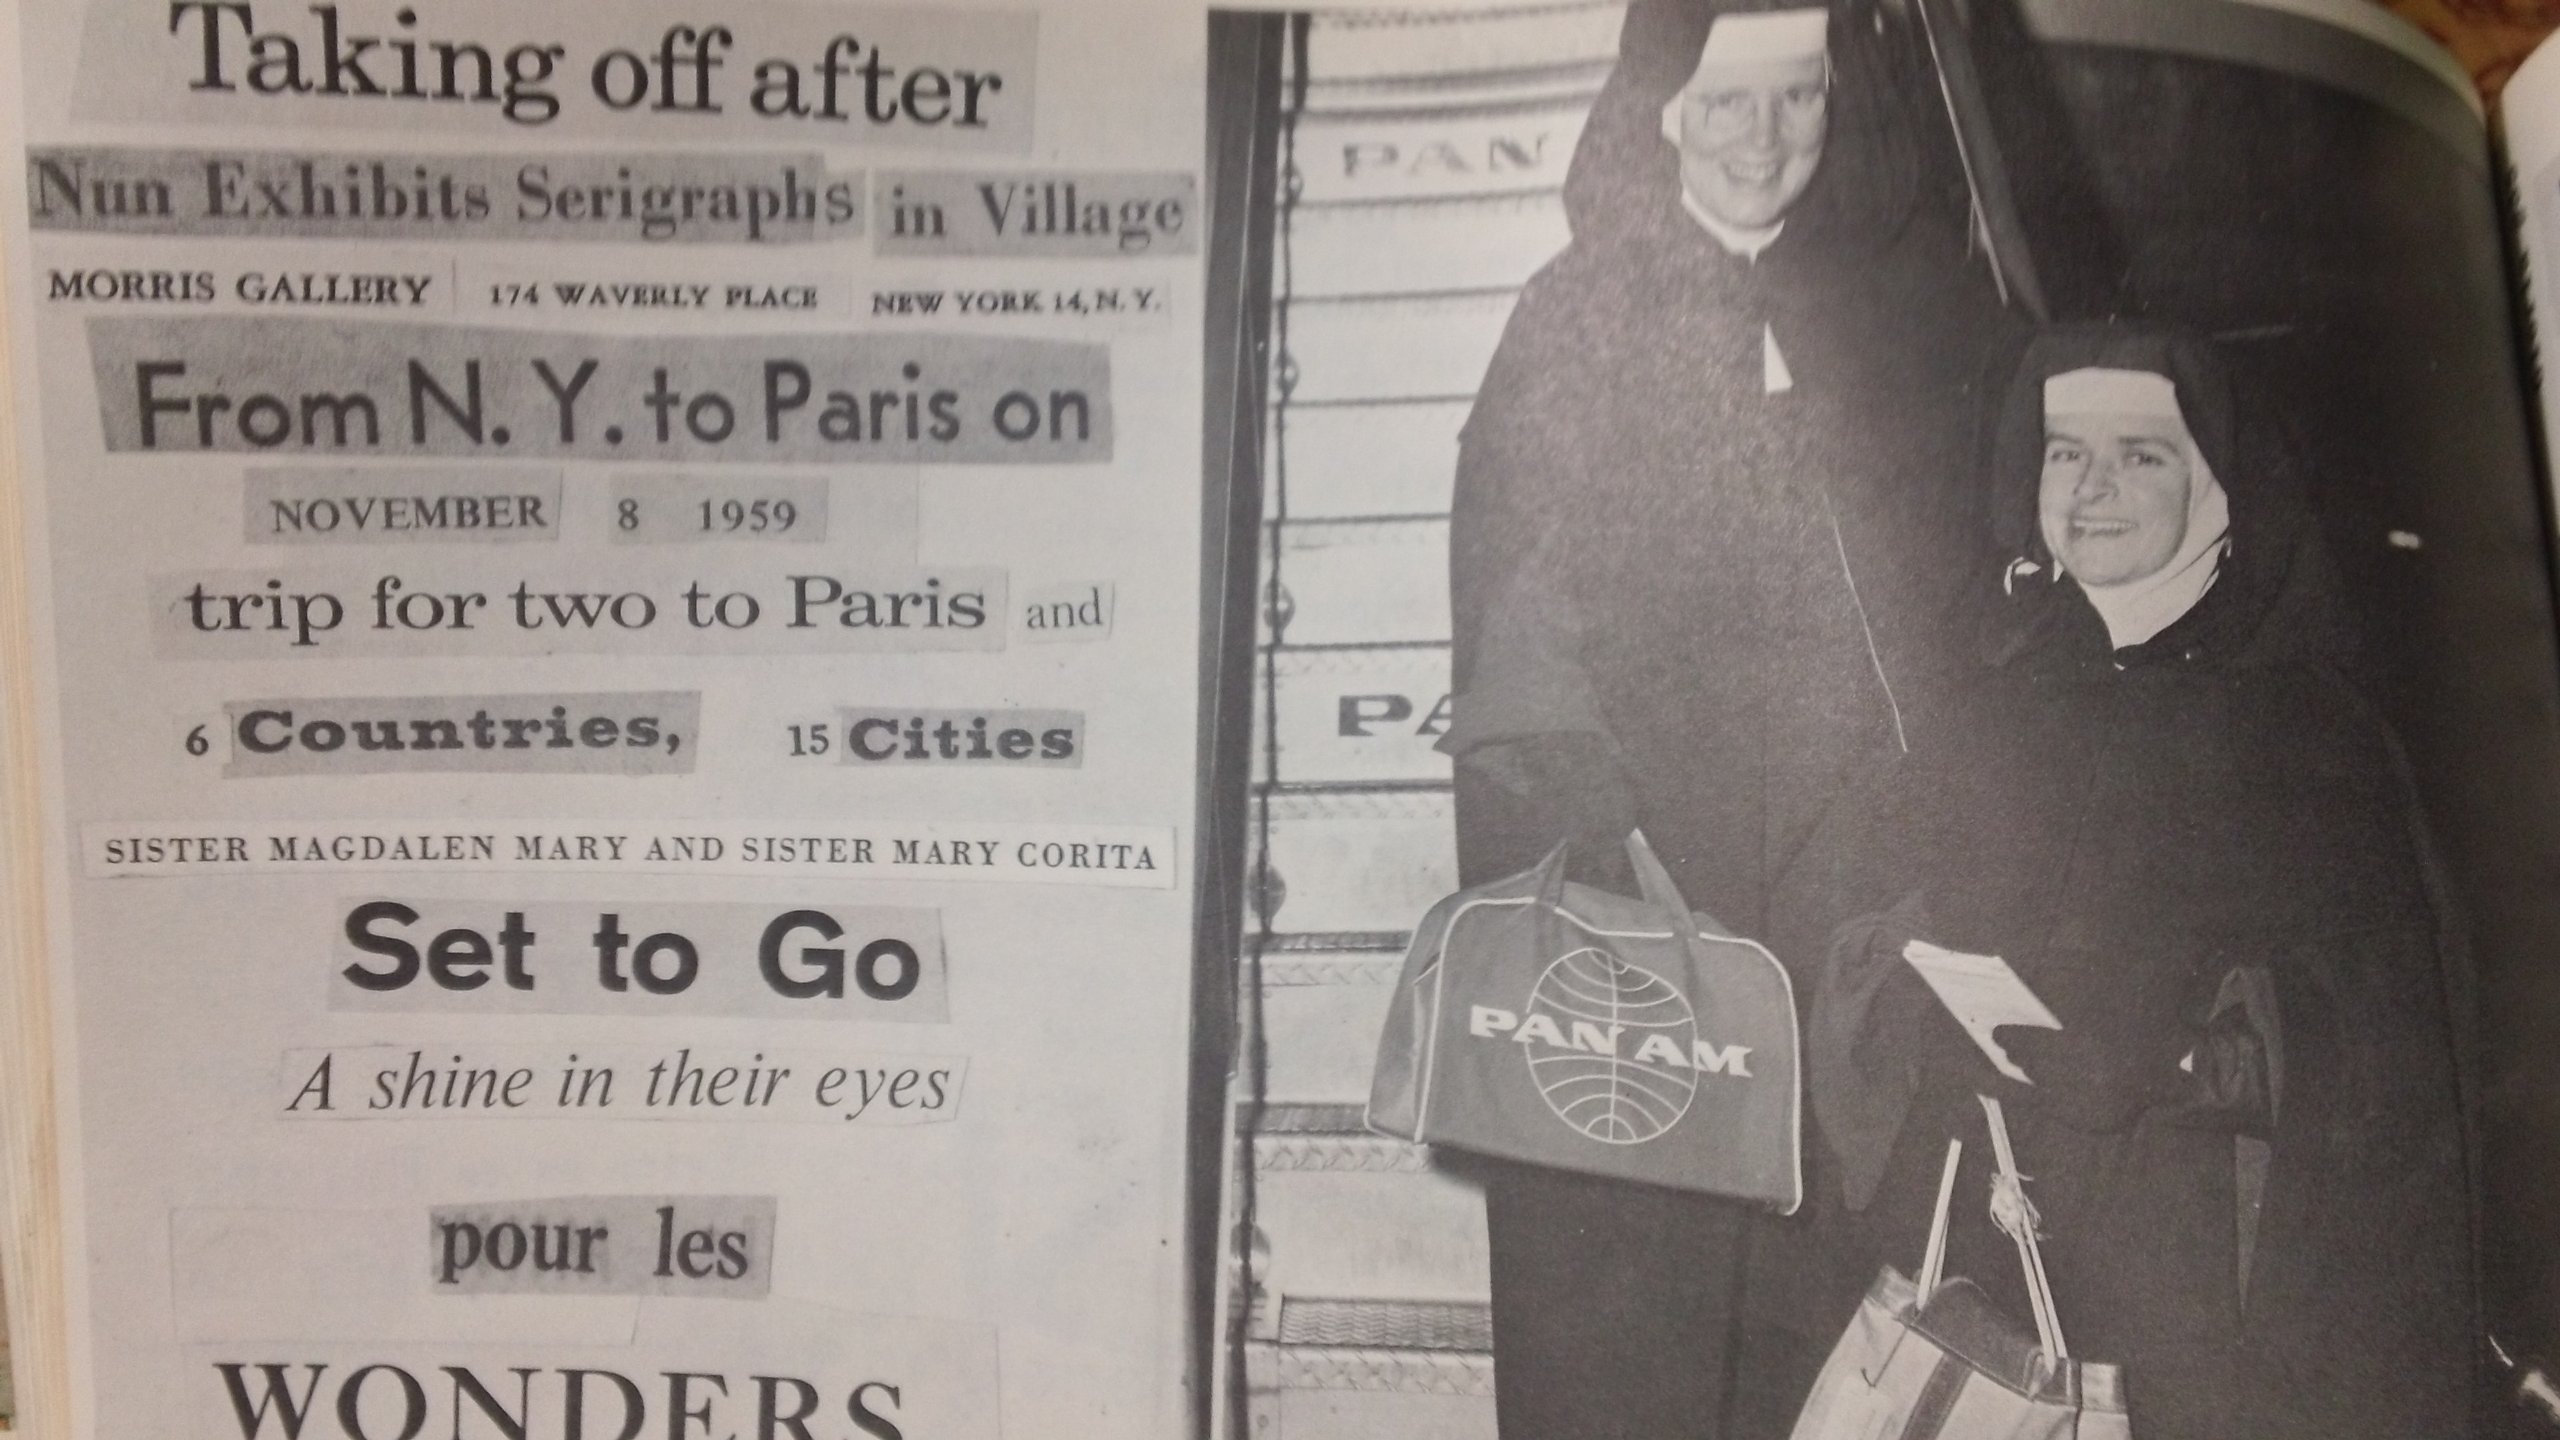 Taking off after
Nun Exhibits Serigraphs in Village
MORRIS GALLERY 174 WAVERLY PLACE NEW YORK 14, N. Y.
From N. Y. to Paris on
NOVEMBER 8 1959
trip for two to Paris and
6 Countries, 15 Cities
SISTER MAGDALEN MARY AND SISTER MARY CORITA
Set to Go
A shine in their eyes
pour les
WONDERS
PAN
PA
PAN AM